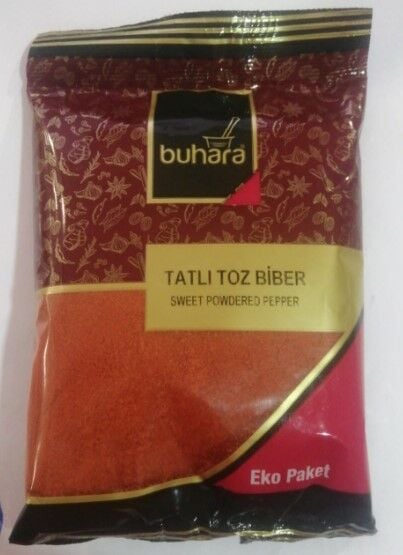 buhara
TATLI TOZ BİBER
SWEET POWDERED PEPPER
Eko Paket